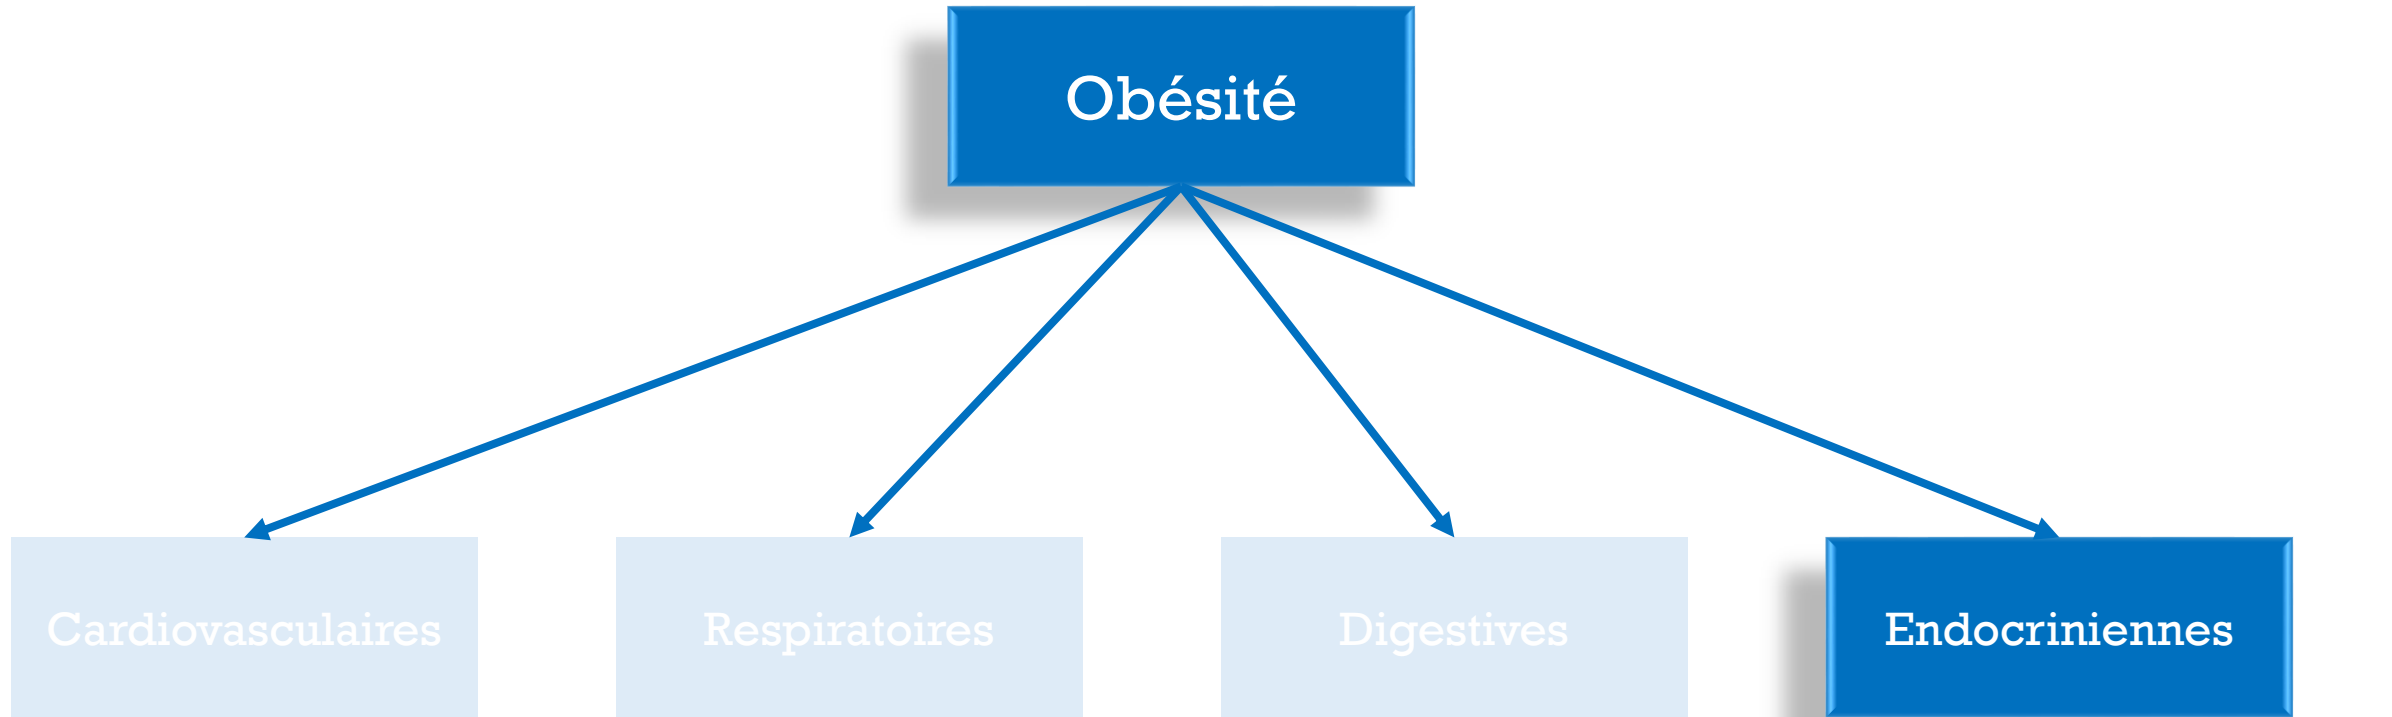 Obésité
Cardiovasculaires
Respiratoires
Digestives
Endocriniennes